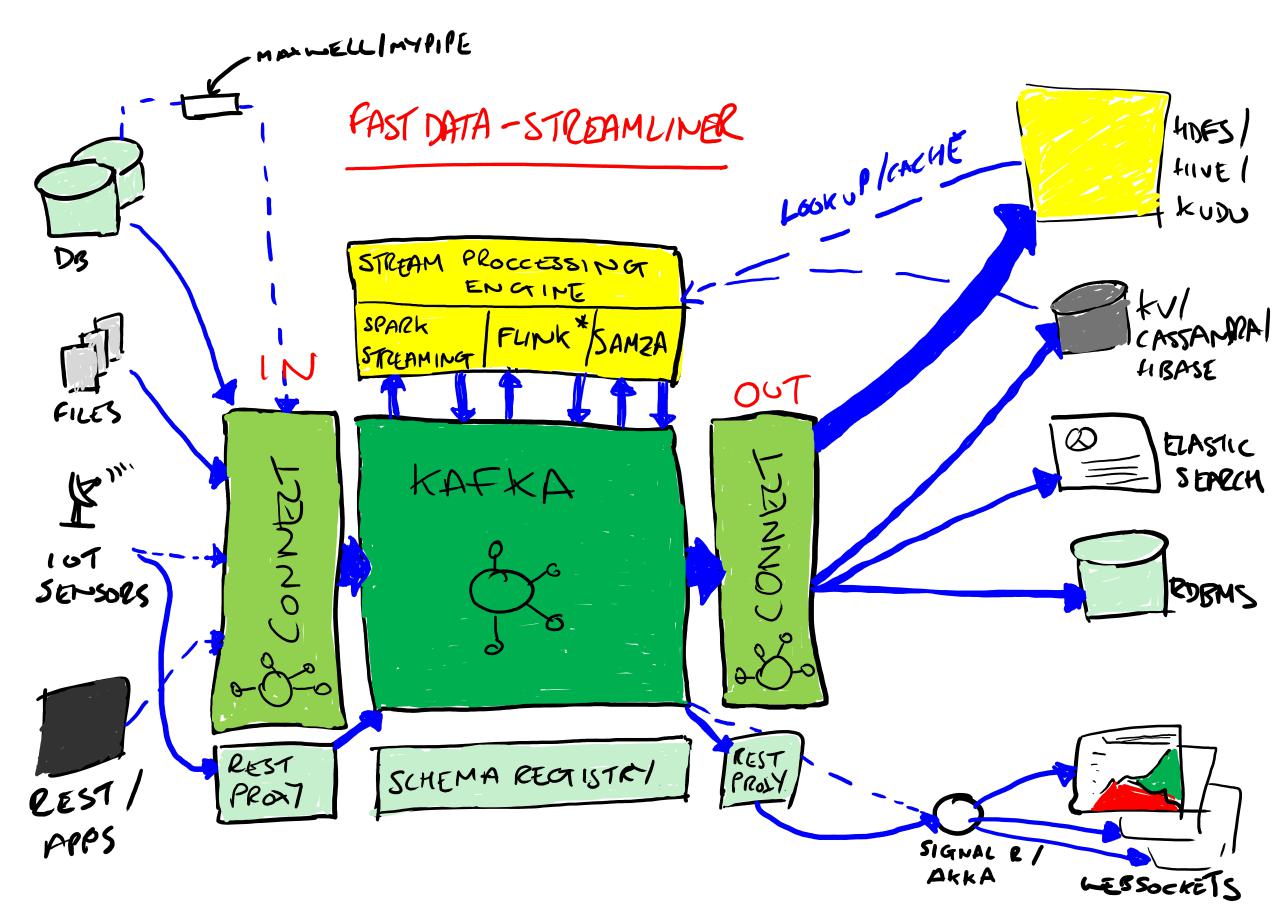 MAXWELL/MYPIPE
FAST DATA - STREAMLINER
HDFS/
HIVE/
KUDU
LOOKUP/CACHE
DB
STREAM PROCCESSING
ENGINE
SPARK
STREAMING
FLINK*
SAMZA
KV/
CASSANDRA/
HBASE
FILES
IN
OUT
ELASTIC
SEARCH
KAFKA
CONNECT
CONNECT
IOT
SENSORS
RDBMS
REST/
APPS
REST
PROXY
SCHEMA REGISTRY
REST
PROXY
SIGNAL R/
AKKA
WEBSOCKETS